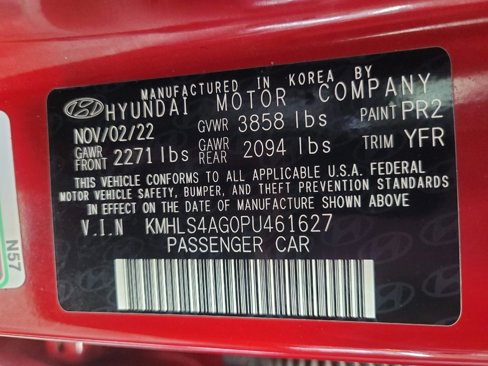 MANUFACTURED IN KOREA BY
HYUNDAI MOTOR COMPANY
NOV/02/22 GVWR 3858 lbs PAINT PR2
GAWR FRONT 2271 lbs GAWR REAR 2094 lbs TRIM YFR
THIS VEHICLE CONFORMS TO ALL APPLICABLE U.S.A. FEDERAL
MOTOR VEHICLE SAFETY, BUMPER, AND THEFT PREVENTION STANDARDS
IN EFFECT ON THE DATE OF MANUFACTURE SHOWN ABOVE
V.I.N KMHLS4AG0PU461627
PASSENGER CAR
N57